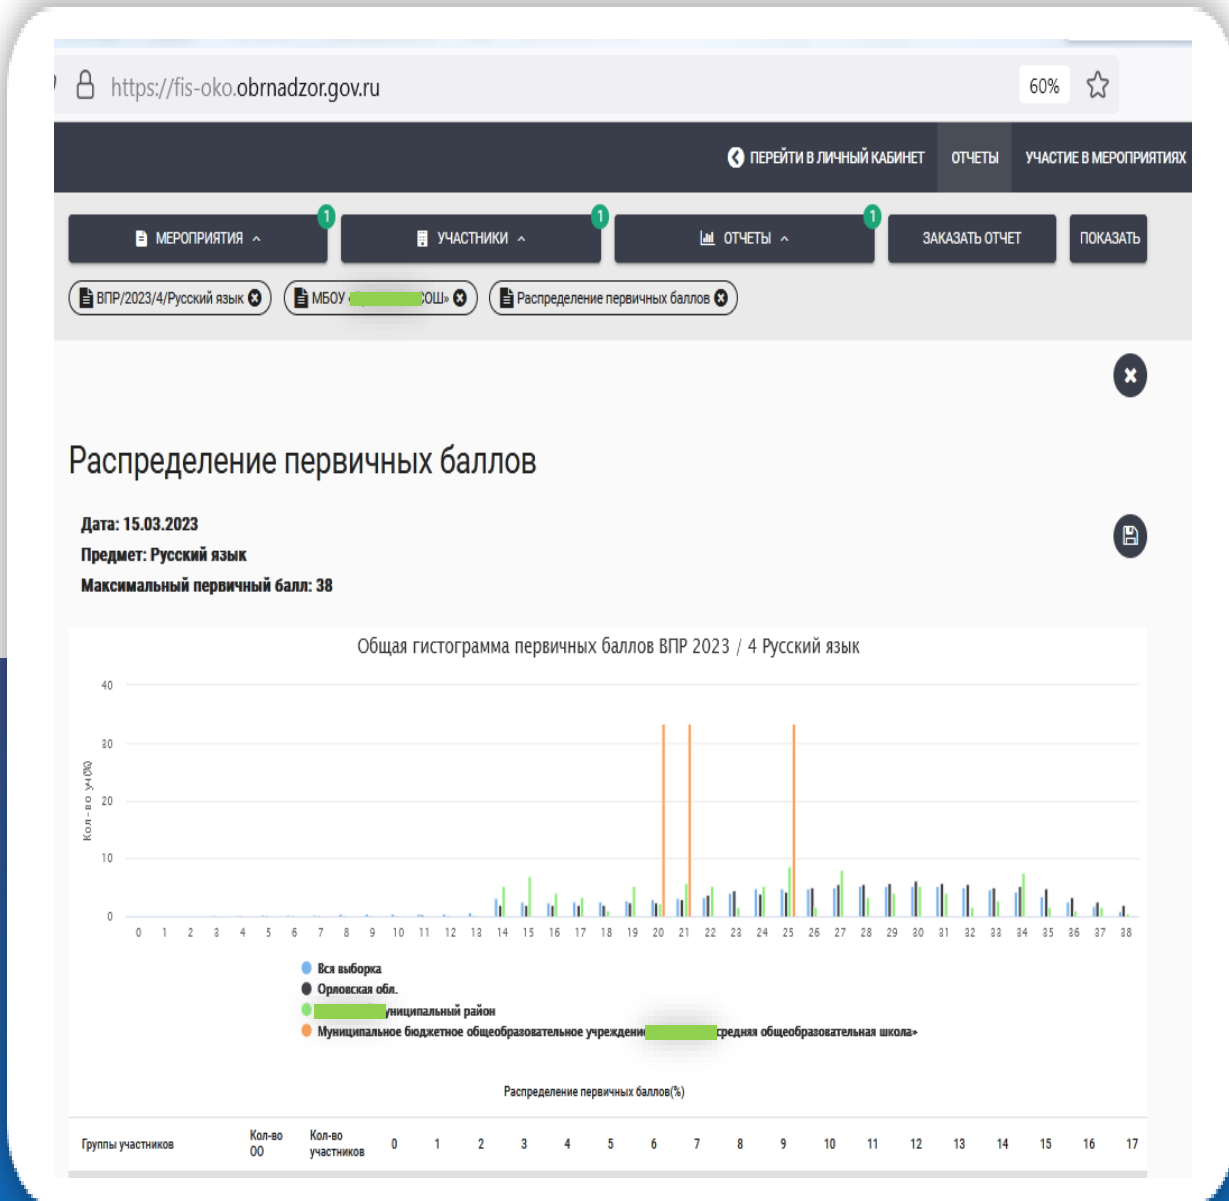 https://fis-oko.obrnadzor.gov.ru 60%
ПЕРЕЙТИ В ЛИЧНЫЙ КАБИНЕТ ОТЧЕТЫ УЧАСТИЕ В МЕРОПРИЯТИЯХ
МЕРОПРИЯТИЯ 1 УЧАСТНИКИ 1 ОТЧЕТЫ 1 ЗАКАЗАТЬ ОТЧЕТ ПОКАЗАТЬ
ВПР/2023/4/Русский язык МБОУ СОШ» Распределение первичных баллов
Распределение первичных баллов
Дата: 15.03.2023
Предмет: Русский язык
Максимальный первичный балл: 38
Общая гистограмма первичных баллов ВПР 2023 / 4 Русский язык
Кол-во уч(%)
40
30
20
10
0
0 1 2 3 4 5 6 7 8 9 10 11 12 13 14 15 16 17 18 19 20 21 22 23 24 25 26 27 28 29 30 31 32 33 34 35 36 37 38
Вся выборка
Орловская обл.
униципальный район
Муниципальное бюджетное общеобразовательное учреждени средняя общеобразовательная школа»
Распределение первичных баллов(%)
Группы участников Кол-во ОО Кол-во участников 0 1 2 3 4 5 6 7 8 9 10 11 12 13 14 15 16 17